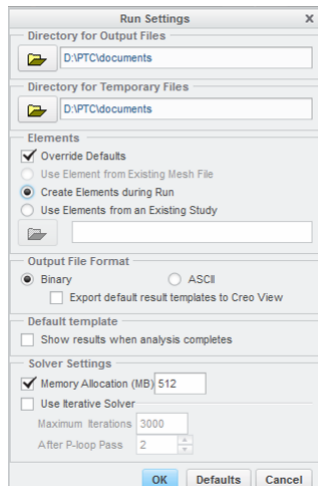 Run Settings x
Directory for Output Files
D:\PTC\documents
Directory for Temporary Files
D:\PTC\documents
Elements
Override Defaults
Use Element from Existing Mesh File
Create Elements during Run
Use Elements from an Existing Study
Output File Format
Binary ASCII
Export default result templates to Creo View
Default template
Show results when analysis completes
Solver Settings
Memory Allocation (MB) 512
Use Iterative Solver
Maximum Iterations 3000
After P-loop Pass 2
OK Defaults Cancel